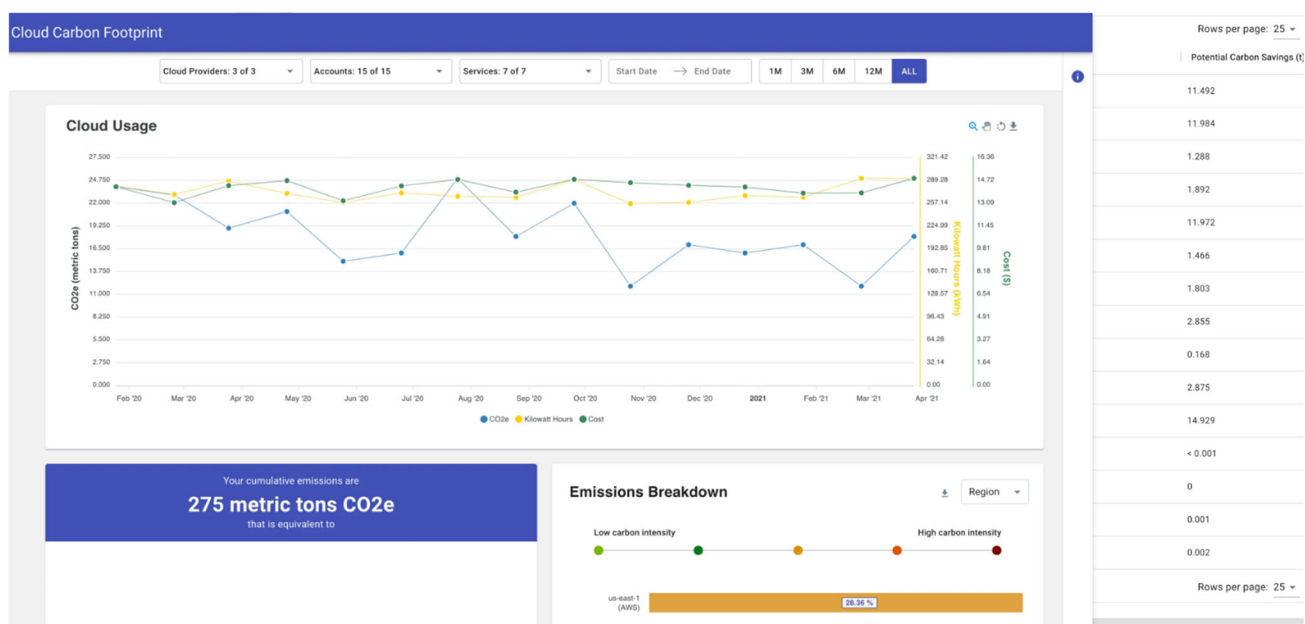 Cloud Carbon Footprint
Cloud Providers: 3 of 3
Accounts: 15 of 15
Services: 7 of 7
Start Date → End Date
1M 3M 6M 12M ALL
Cloud Usage
27.500
24.750
22.000
19.250
16.500
13.750
11.000
8.250
5.500
2.750
0.000
CO2e (metric tons)
321.42
289.28
257.14
224.99
192.85
160.71
128.57
96.43
64.28
32.14
0.00
Kilowatt Hours (kWh)
16.36
14.72
13.09
11.45
9.81
8.18
6.54
4.91
3.27
1.64
0.00
Cost ($)
Feb '20 Mar '20 Apr '20 May '20 Jun '20 Jul '20 Aug '20 Sep '20 Oct '20 Nov '20 Dec '20 2021 Feb '21 Mar '21 Apr '21
CO2e Kilowatt Hours Cost
Your cumulative emissions are
275 metric tons CO2e
that is equivalent to
Emissions Breakdown
Region
Low carbon intensity
High carbon intensity
us-east-1
(AWS)
28.36 %
Rows per page: 25
Potential Carbon Savings (t)
11.492
11.984
1.288
1.892
11.972
1.466
1.803
2.855
0.168
2.875
14.929
< 0.001
0
0.001
0.002
Rows per page: 25